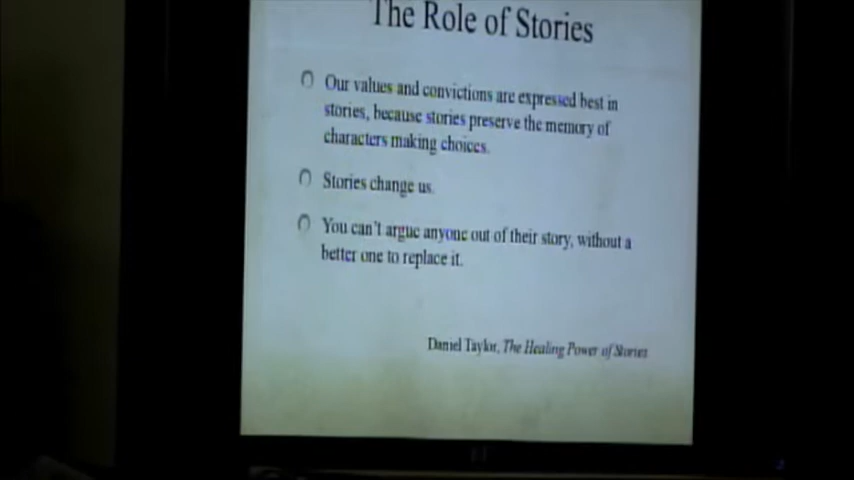 The Role of Stories
Our values and convictions are expressed best in
stories, because stories preserve the memory of
characters making choices.
Stories change us.
You can't argue anyone out of their story, without a
better one to replace it.
Daniel Taylor, The Healing Power of Stories